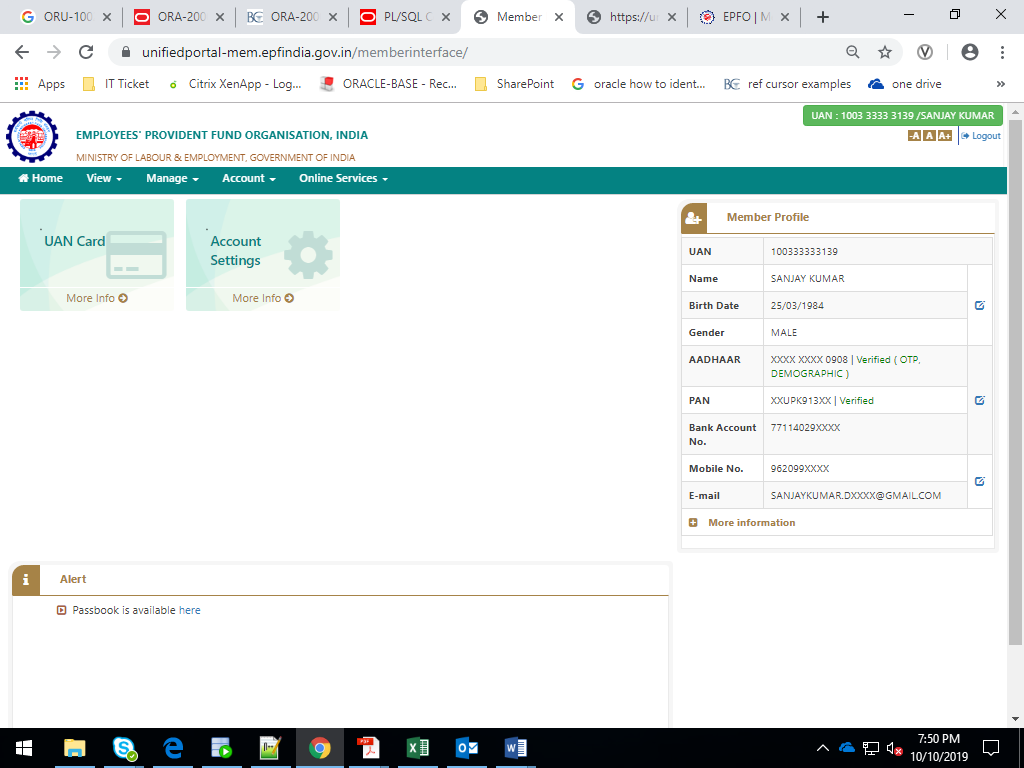 ORU-100
ORA-200
ORA-200
PL/SQL C
Member
https://u
EPFO | M
unifiedportal-mem.epfindia.gov.in/memberinterface/
Apps
IT Ticket
Citrix XenApp - Log...
ORACLE-BASE - Rec...
SharePoint
oracle how to ident...
ref cursor examples
one drive
»
UAN : 1003 3333 3139 /SANJAY KUMAR
EMPLOYEES' PROVIDENT FUND ORGANISATION, INDIA
-A A A+
Logout
MINISTRY OF LABOUR & EMPLOYMENT, GOVERNMENT OF INDIA
Home View Manage Account Online Services
UAN Card
More Info
Account
Settings
More Info
Member Profile
UAN 100333333139
Name SANJAY KUMAR
Birth Date 25/03/1984
Gender MALE
AADHAAR XXXX XXXX 0908 | Verified ( OTP,
DEMOGRAPHIC )
PAN XXUPK913XX | Verified
Bank Account 77114029XXXX
No.
Mobile No. 962099XXXX
E-mail SANJAYKUMAR.DXXXX@GMAIL.COM
More information
Alert
Passbook is available here
7:50 PM
10/10/2019